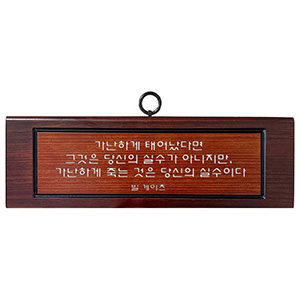 가난하게 태어났다면
그것은 당신의 실수가 아니지만,
가난하게 죽는 것은 당신의 실수이다
빌 게이츠